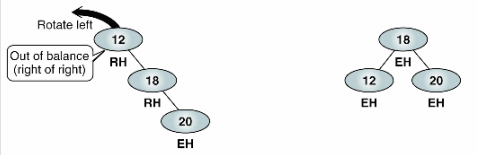 Rotate left
12
Out of balance
(right of right)
RH
18
RH
20
EH
18
EH
12
20
EH
EH